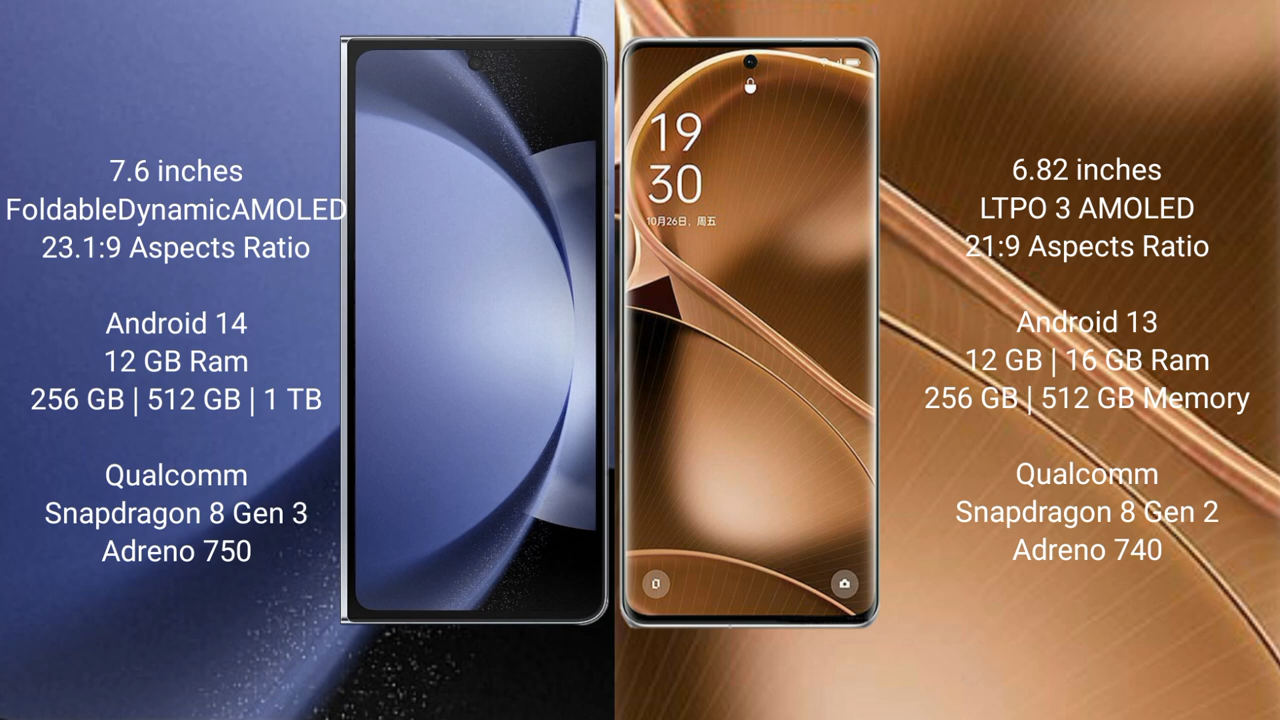 7.6 inches
FoldableDynamicAMOLED
23.1:9 Aspects Ratio
Android 14
12 GB Ram
256 GB | 512 GB | 1 TB
Qualcomm
Snapdragon 8 Gen 3
Adreno 750
19
30
10月26日，周五
6.82 inches
LTPO 3 AMOLED
21:9 Aspects Ratio
Android 13
12 GB | 16 GB Ram
256 GB | 512 GB Memory
Qualcomm
Snapdragon 8 Gen 2
Adreno 740